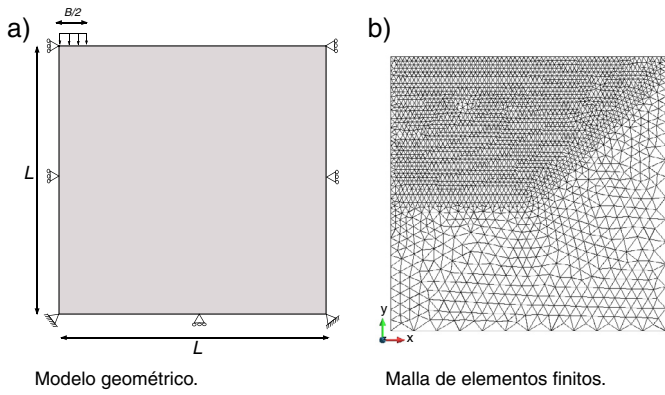 a)
B/2
L
L
Modelo geométrico.
b)
y
x
Malla de elementos finitos.